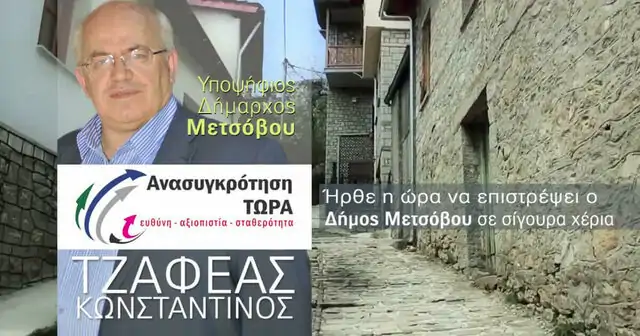 Υποψήφιος
Δήμαρχος
Μετσόβου
Ανασυγκρότηση
ΤΩΡΑ
ευθύνη - αξιοπιστία - σταθερότητα
ΤΖΑΦΕΑΣ
ΚΩΝΣΤΑΝΤΙΝΟΣ
Ήρθε η ώρα να επιστρέψει ο
Δήμος Μετσόβου σε σίγουρα χέρια